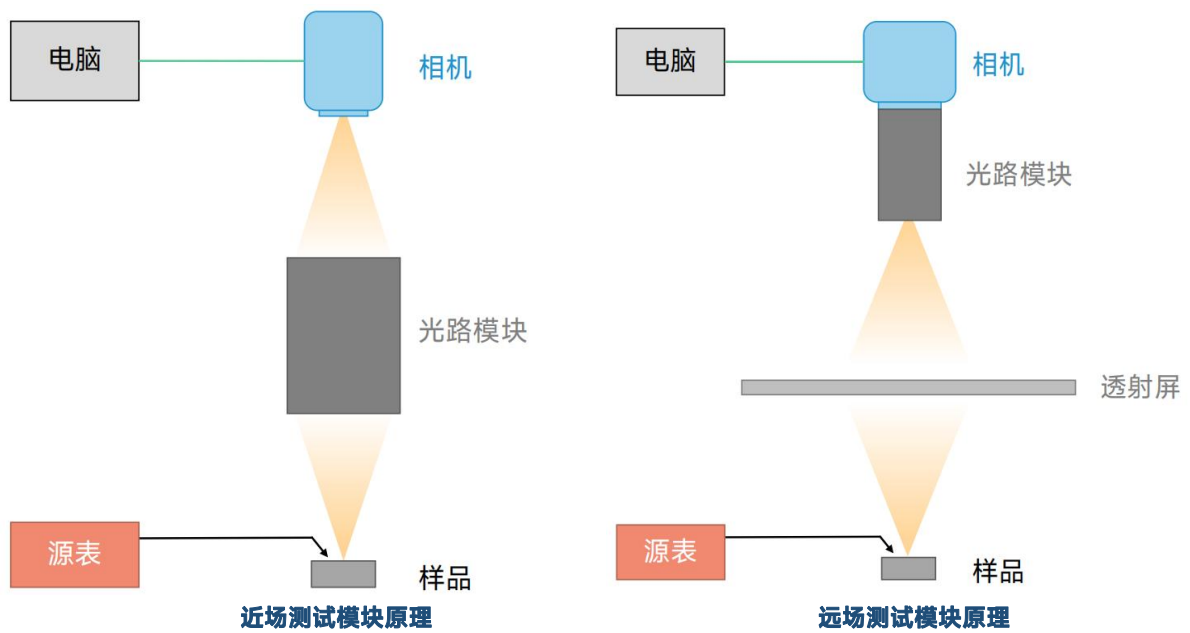 电脑
相机
光路模块
源表
样品
近场测试模块原理
电脑
相机
光路模块
透射屏
源表
样品
远场测试模块原理